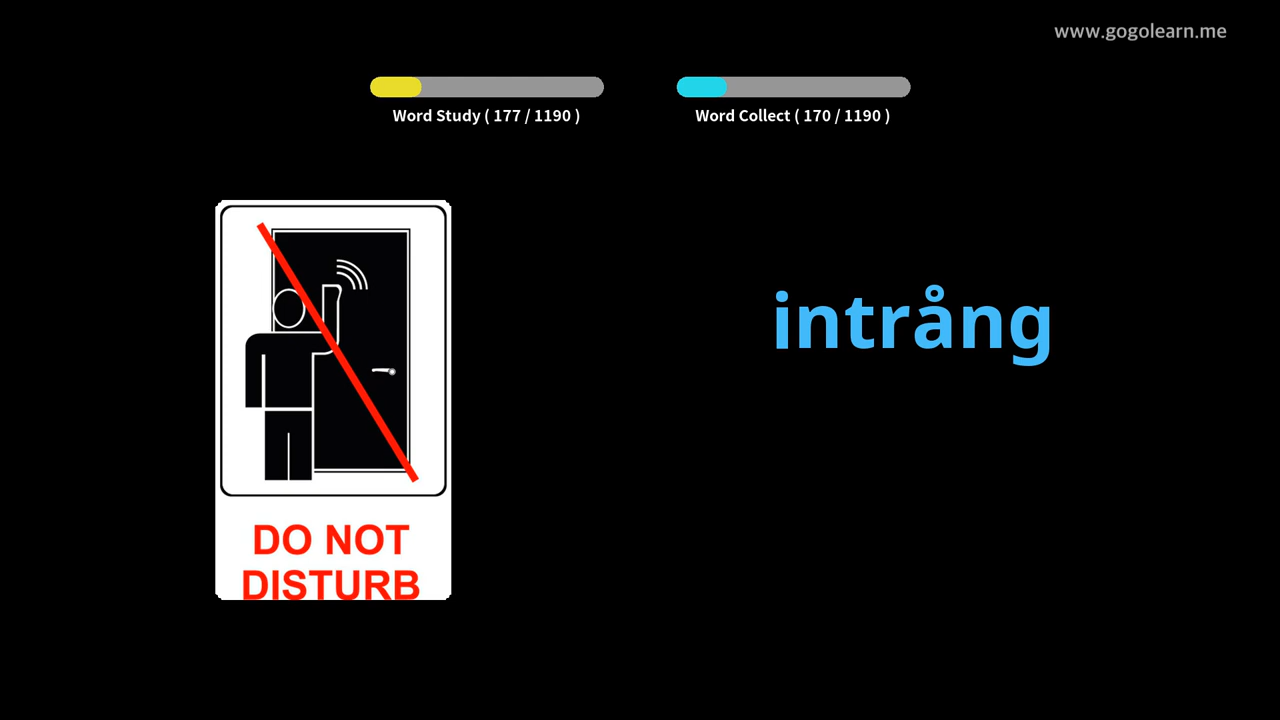 www.gogolearn.me
Word Study ( 177 / 1190 )
Word Collect ( 170 / 1190 )
intrång
DO NOT
DISTURB